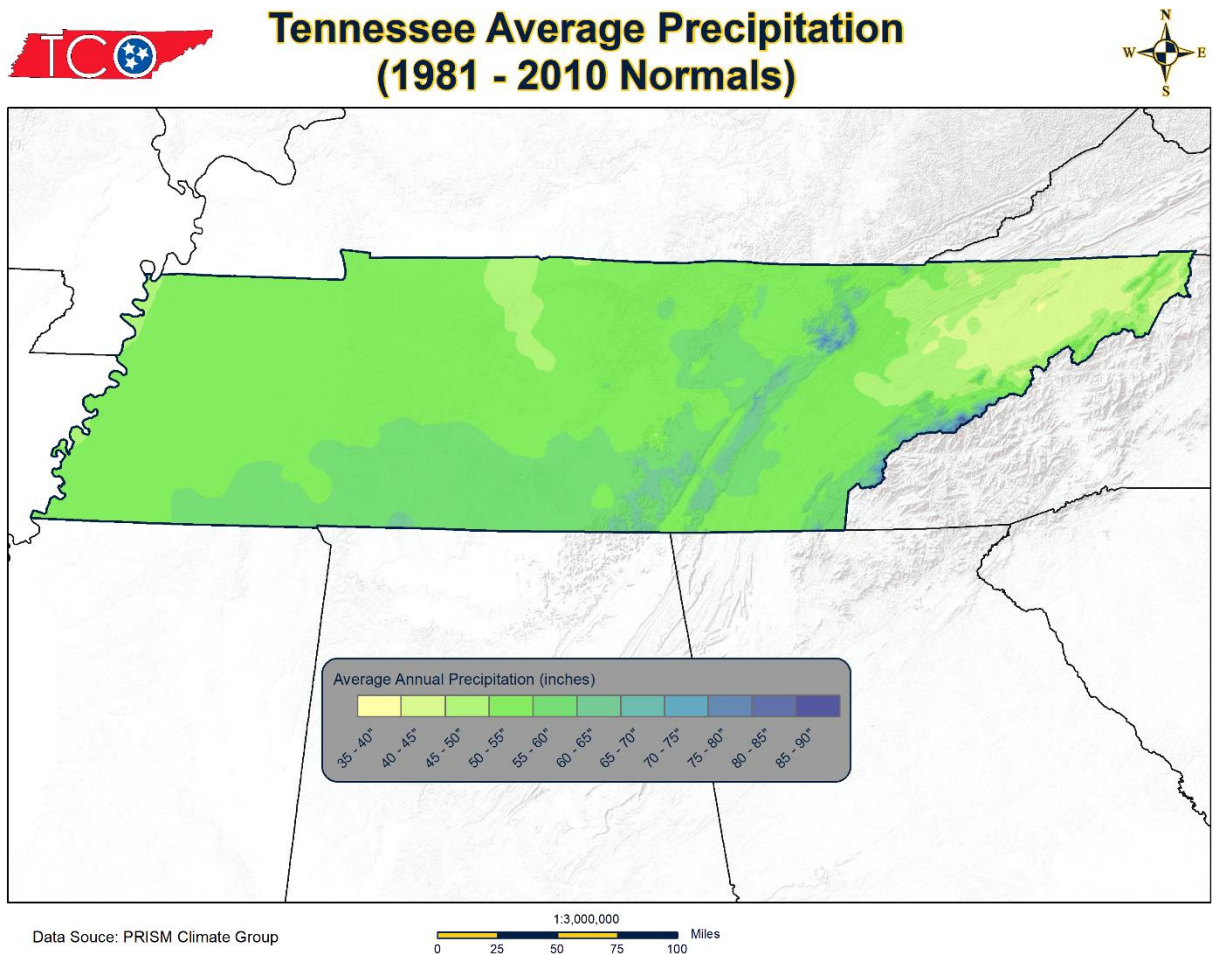 TCO
Tennessee Average Precipitation
(1981 - 2010 Normals)
N
W E
S
Average Annual Precipitation (inches)
35 - 40"
40 - 45"
45 - 50"
50 - 55"
55 - 60"
60 - 65"
65 - 70"
70 - 75"
75 - 80"
80 - 85"
85 - 90"
Data Souce: PRISM Climate Group
1:3,000,000
Miles
0 25 50 75 100